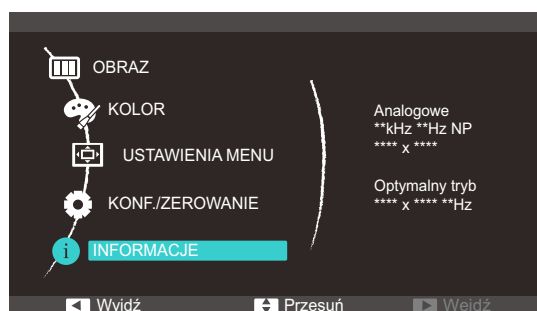 OBRAZ
KOLOR
USTAWIENIA MENU
KONF./ZEROWANIE
i INFORMACJE
Analogowe
**kHz **Hz NP
**** x ****
Optymalny tryb
**** x **** **Hz
Wyjdź Przesuń Wejdź